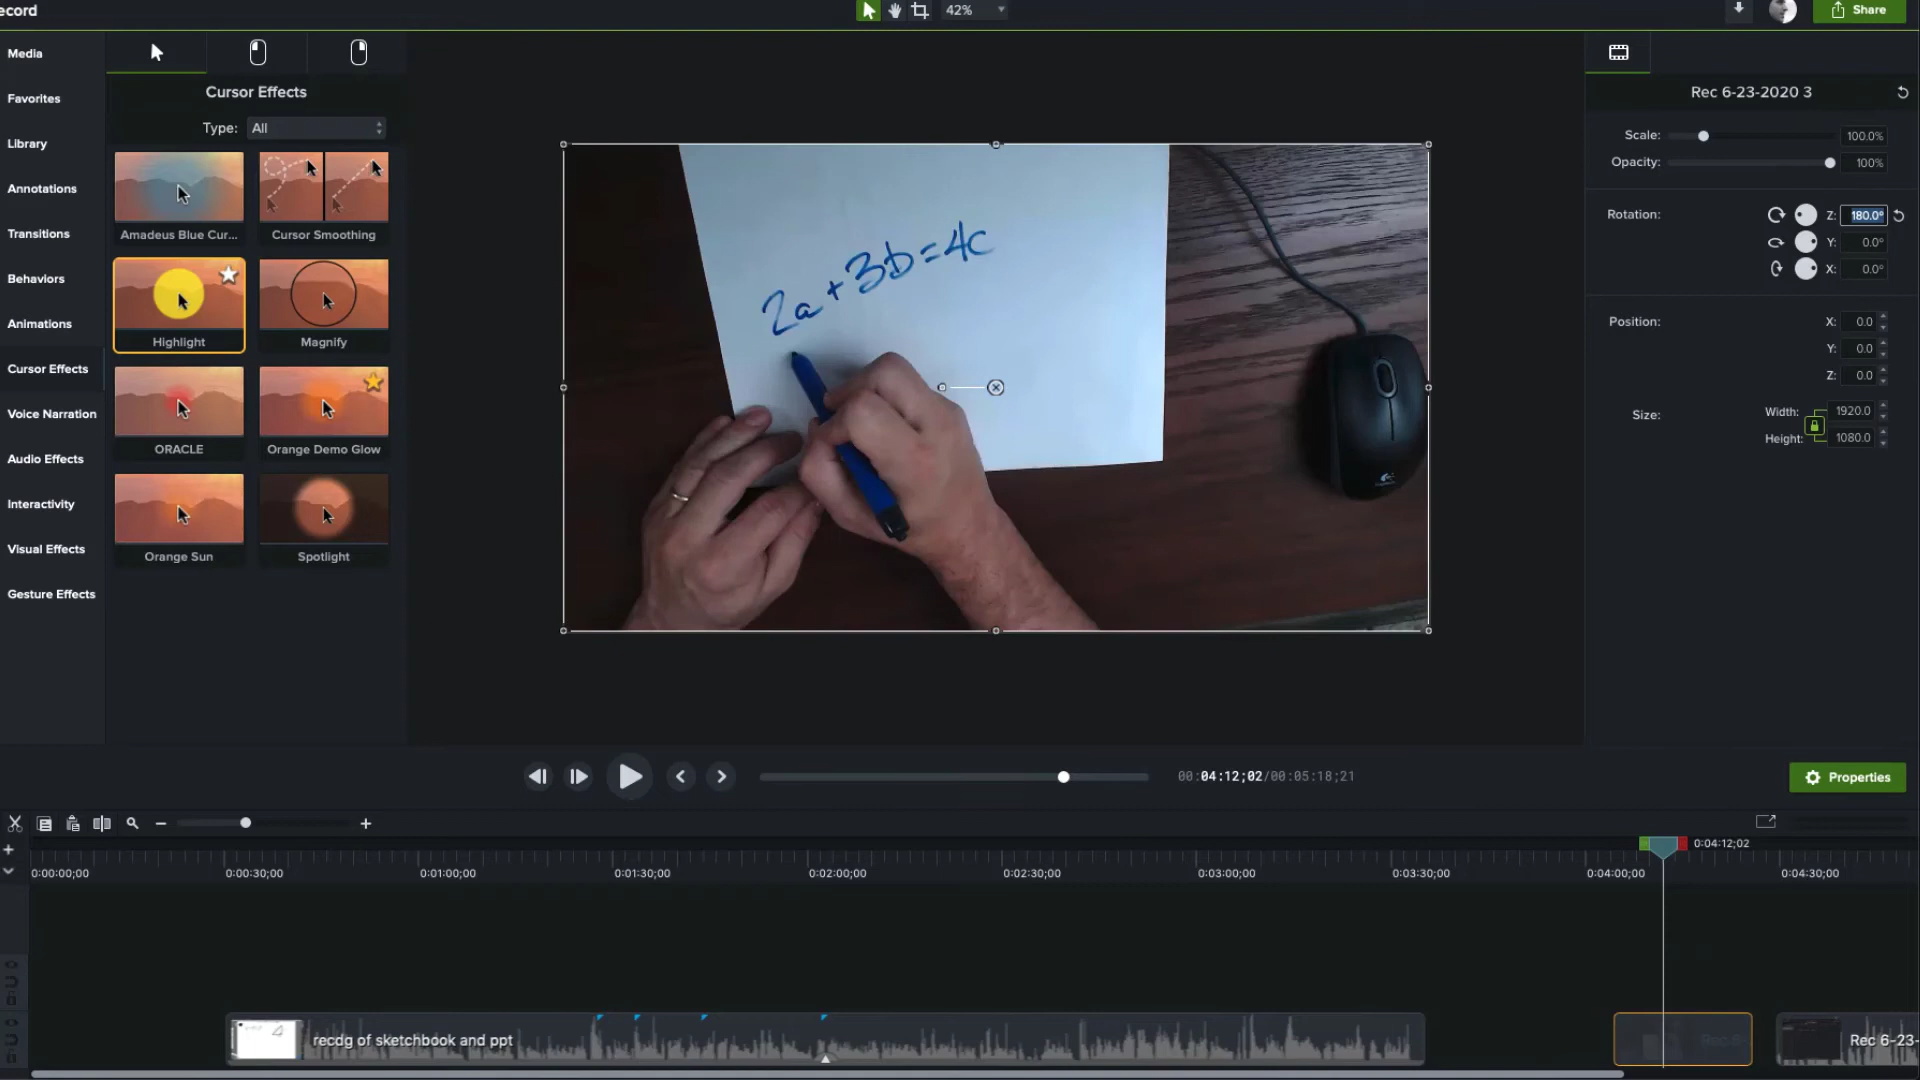 ecord
42%
Share
Media
Favorites
Library
Annotations
Transitions
Behaviors
Animations
Cursor Effects
Voice Narration
Audio Effects
Interactivity
Visual Effects
Gesture Effects
Cursor Effects
Type: All
Amadeus Blue Cur...
Cursor Smoothing
Highlight
Magnify
ORACLE
Orange Demo Glow
Orange Sun
Spotlight
2a+3b=4c
Rec 6-23-2020 3
Scale: 100.0%
Opacity: 100%
Rotation: Z: 180.0°
Y: 0.0°
X: 0.0°
Position: X: 0.0
Y: 0.0
Z: 0.0
Size: Width: 1920.0
Height: 1080.0
00:04:12;02/00:05:18;21
Properties
0:04:12;02
0:00:00;00 0:00:30;00 0:01:00;00 0:01:30;00 0:02:00;00 0:02:30;00 0:03:00;00 0:03:30;00 0:04:00;00 0:04:30;00
recdg of sketchbook and ppt
Rec 6-23-